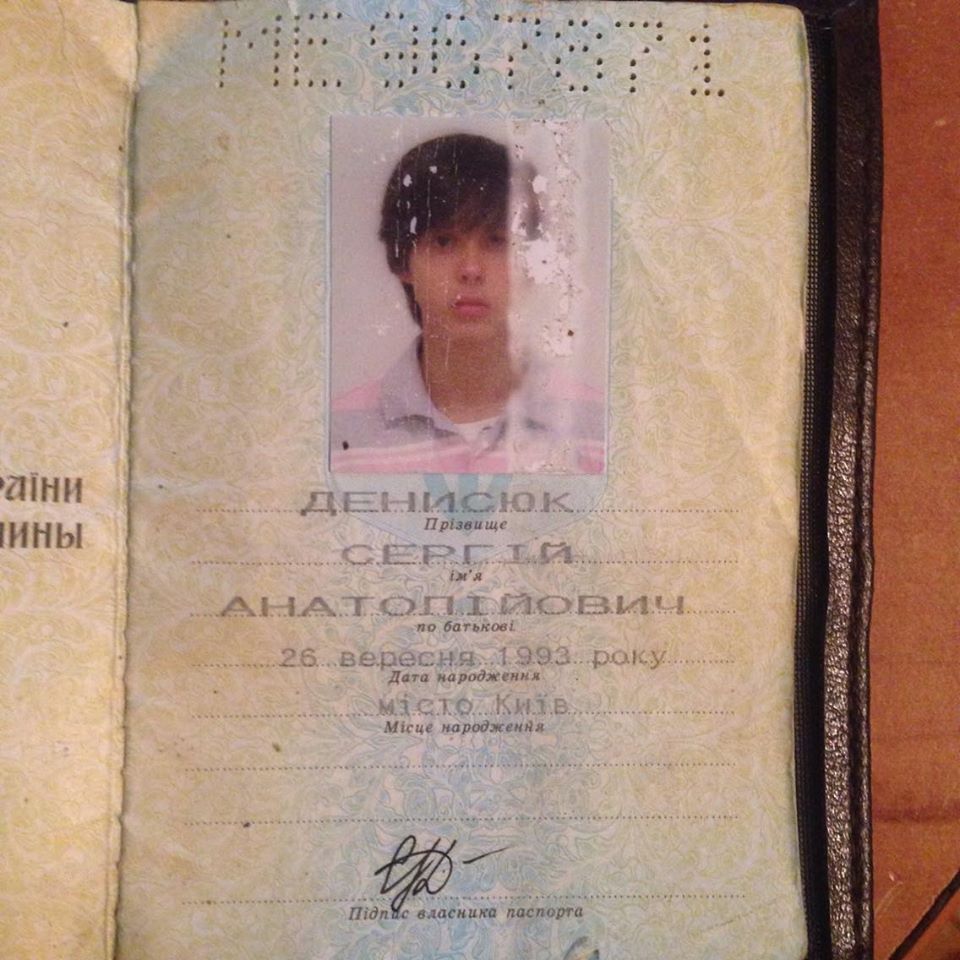 МЕ 967871
раїни
ины
ДЕНИСЮК
Прізвище
СЕРГІЙ
ім'я
АНАТОЛІЙОВИЧ
по батькові
26 вересня 1993 року
Дата народження
місто Київ
Місце народження
Підпис власника паспорта